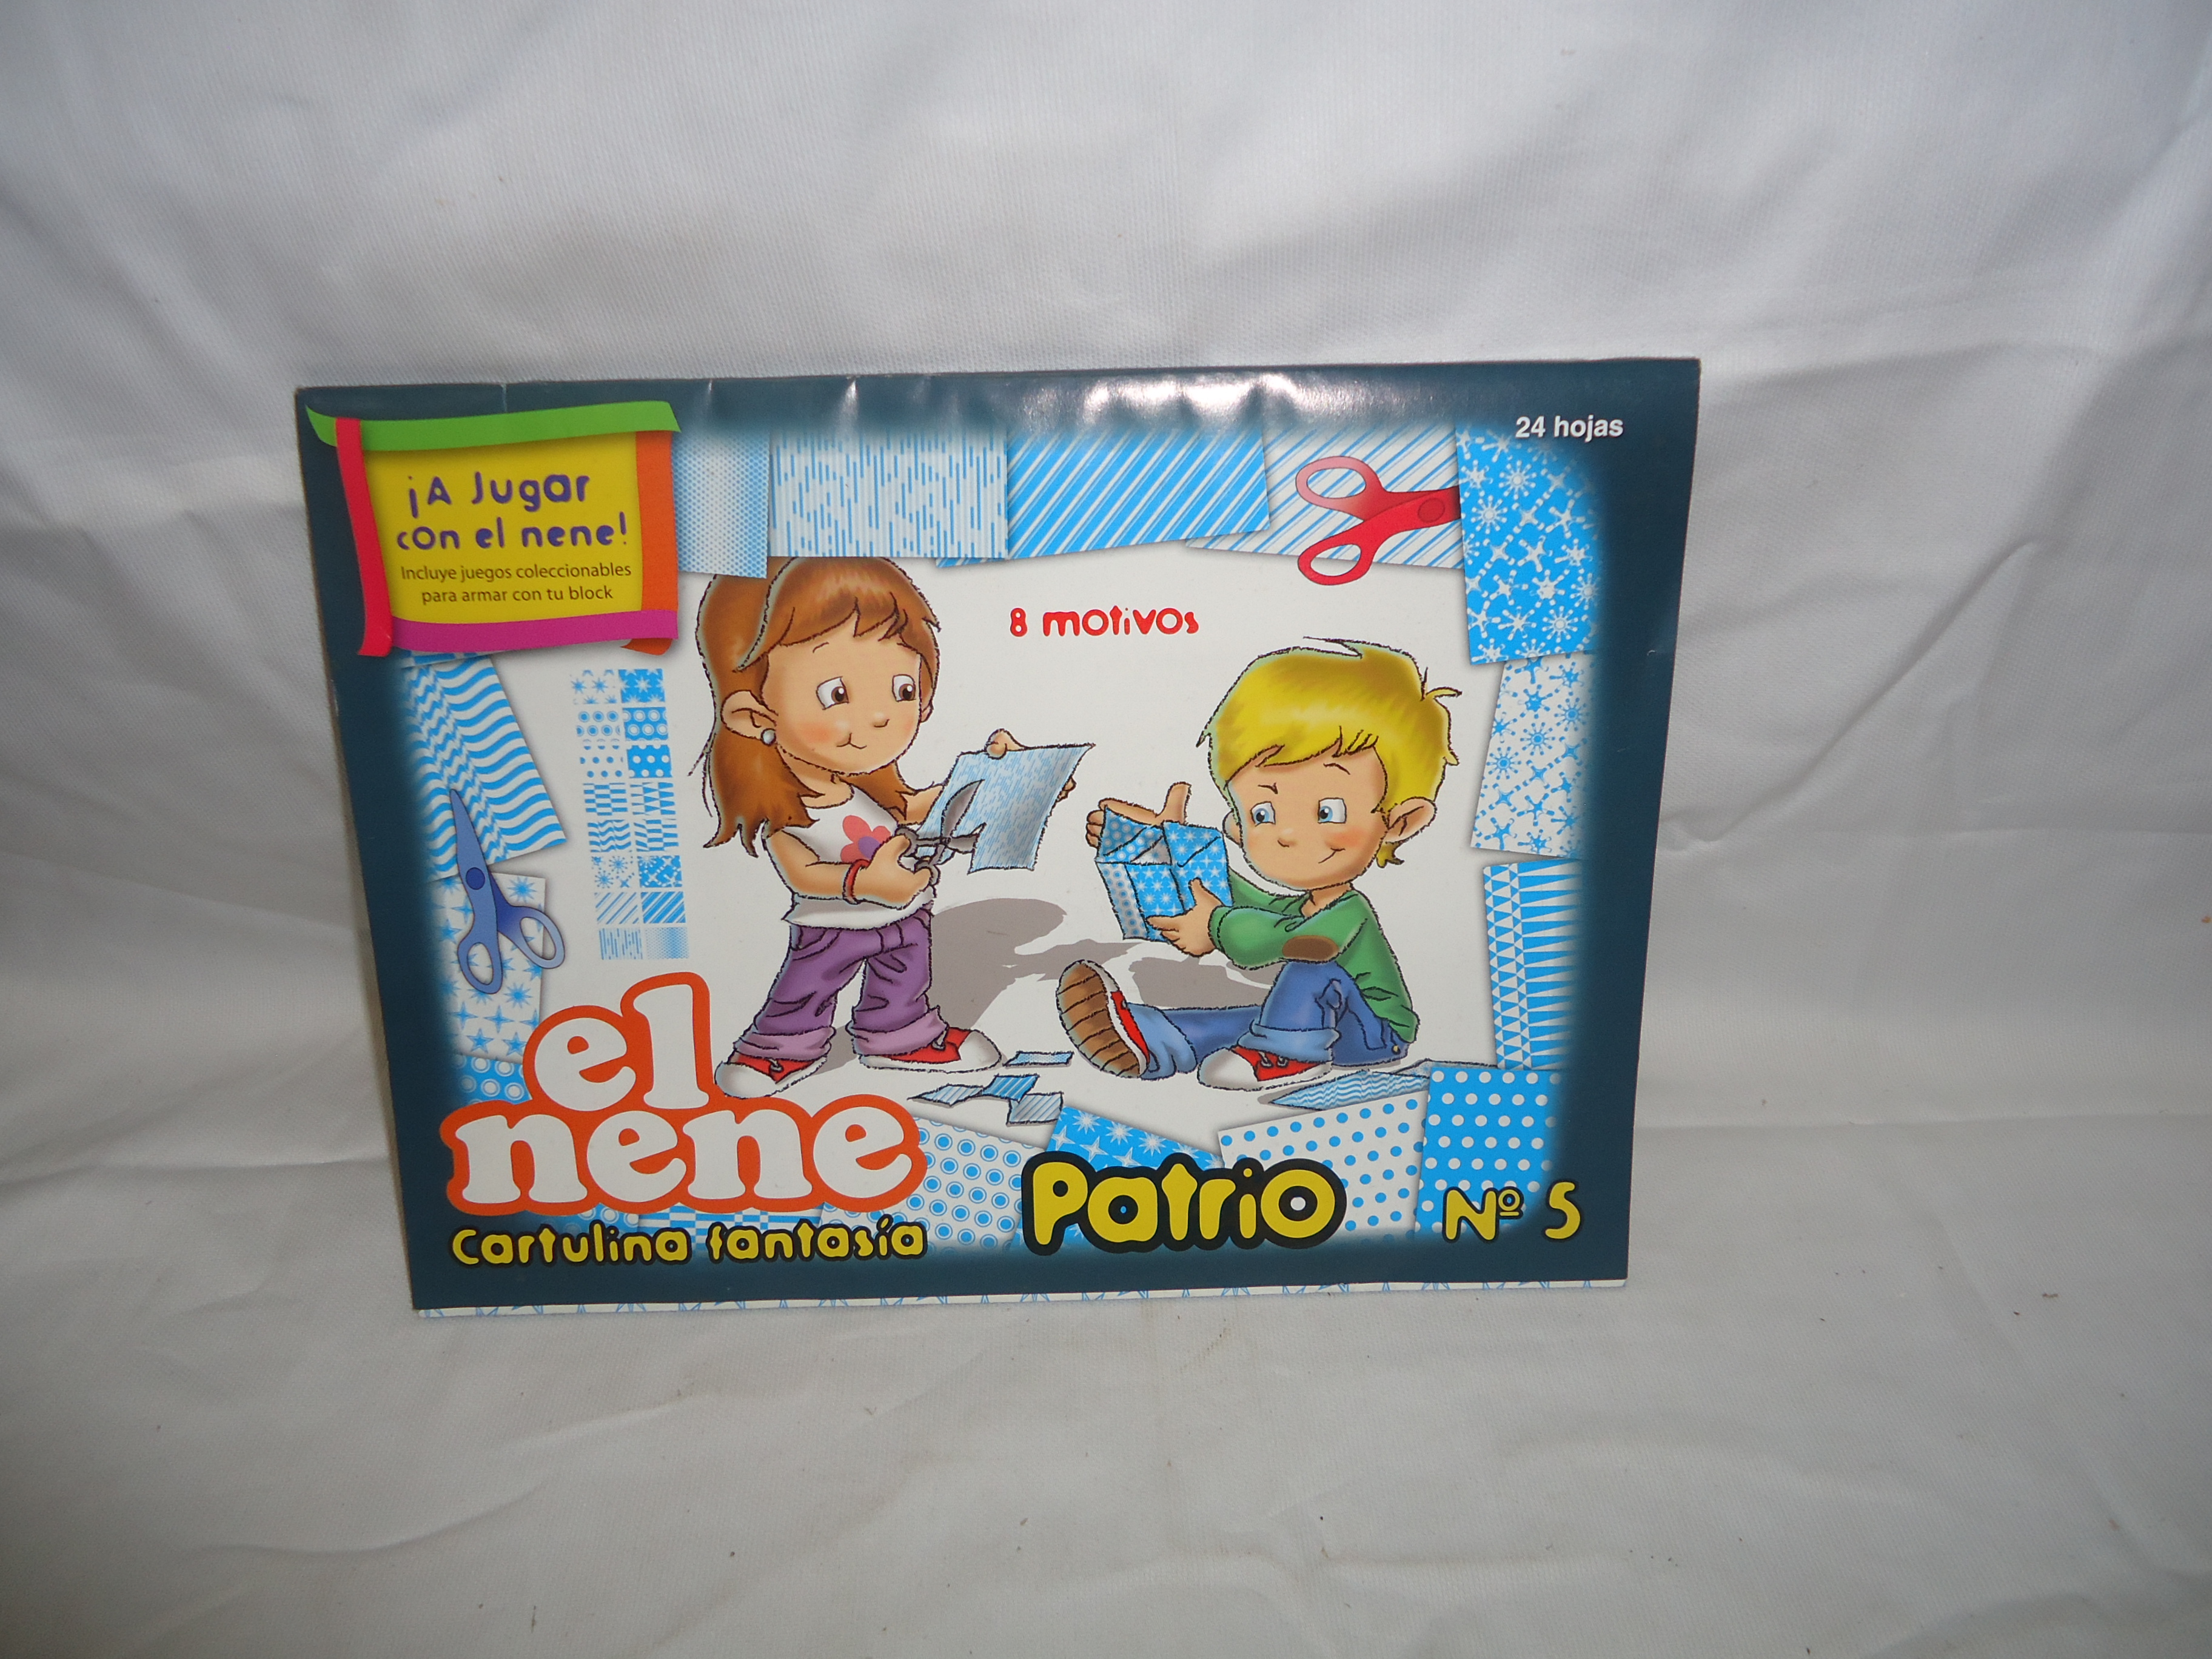 24 hojas
¡A Jugar
con el nene!
Incluye juegos coleccionables
para armar con tu block
8 motivos
el
nene
Cartulina fantasía
Patrio
Nº 5